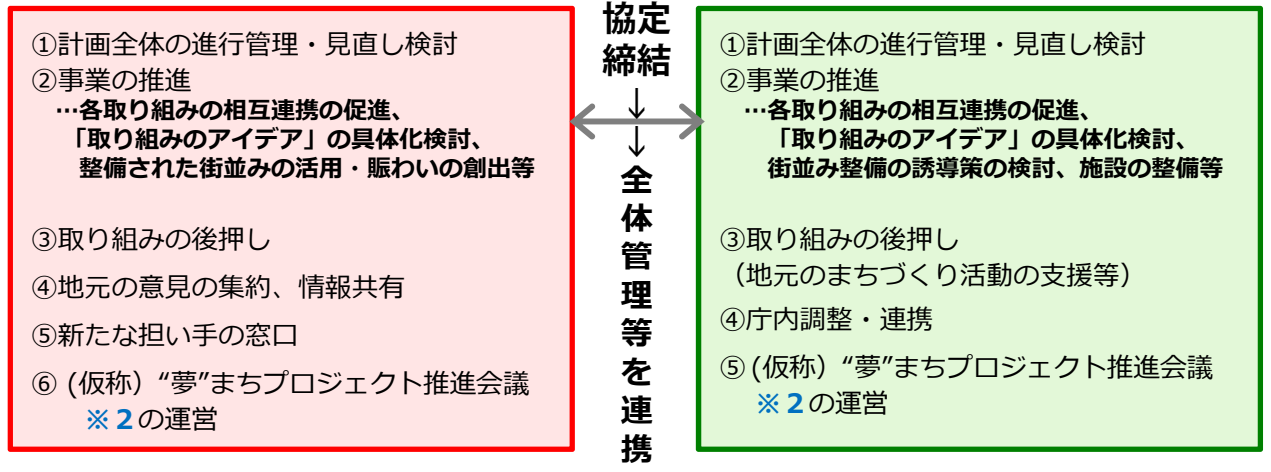 ①計画全体の進行管理・見直し検討
②事業の推進
…各取り組みの相互連携の促進、
「取り組みのアイデア」の具体化検討、
整備された街並みの活用・賑わいの創出等
③取り組みの後押し
④地元の意見の集約、情報共有
⑤新たな担い手の窓口
⑥ (仮称）“夢”まちプロジェクト推進会議
※２の運営
協定
締結
↓
↓
全
体
管
理
等
を
連
携
①計画全体の進行管理・見直し検討
②事業の推進
…各取り組みの相互連携の促進、
「取り組みのアイデア」の具体化検討、
街並み整備の誘導策の検討、施設の整備等
③取り組みの後押し
（地元のまちづくり活動の支援等）
④庁内調整・連携
⑤ (仮称）“夢”まちプロジェクト推進会議
※２の運営